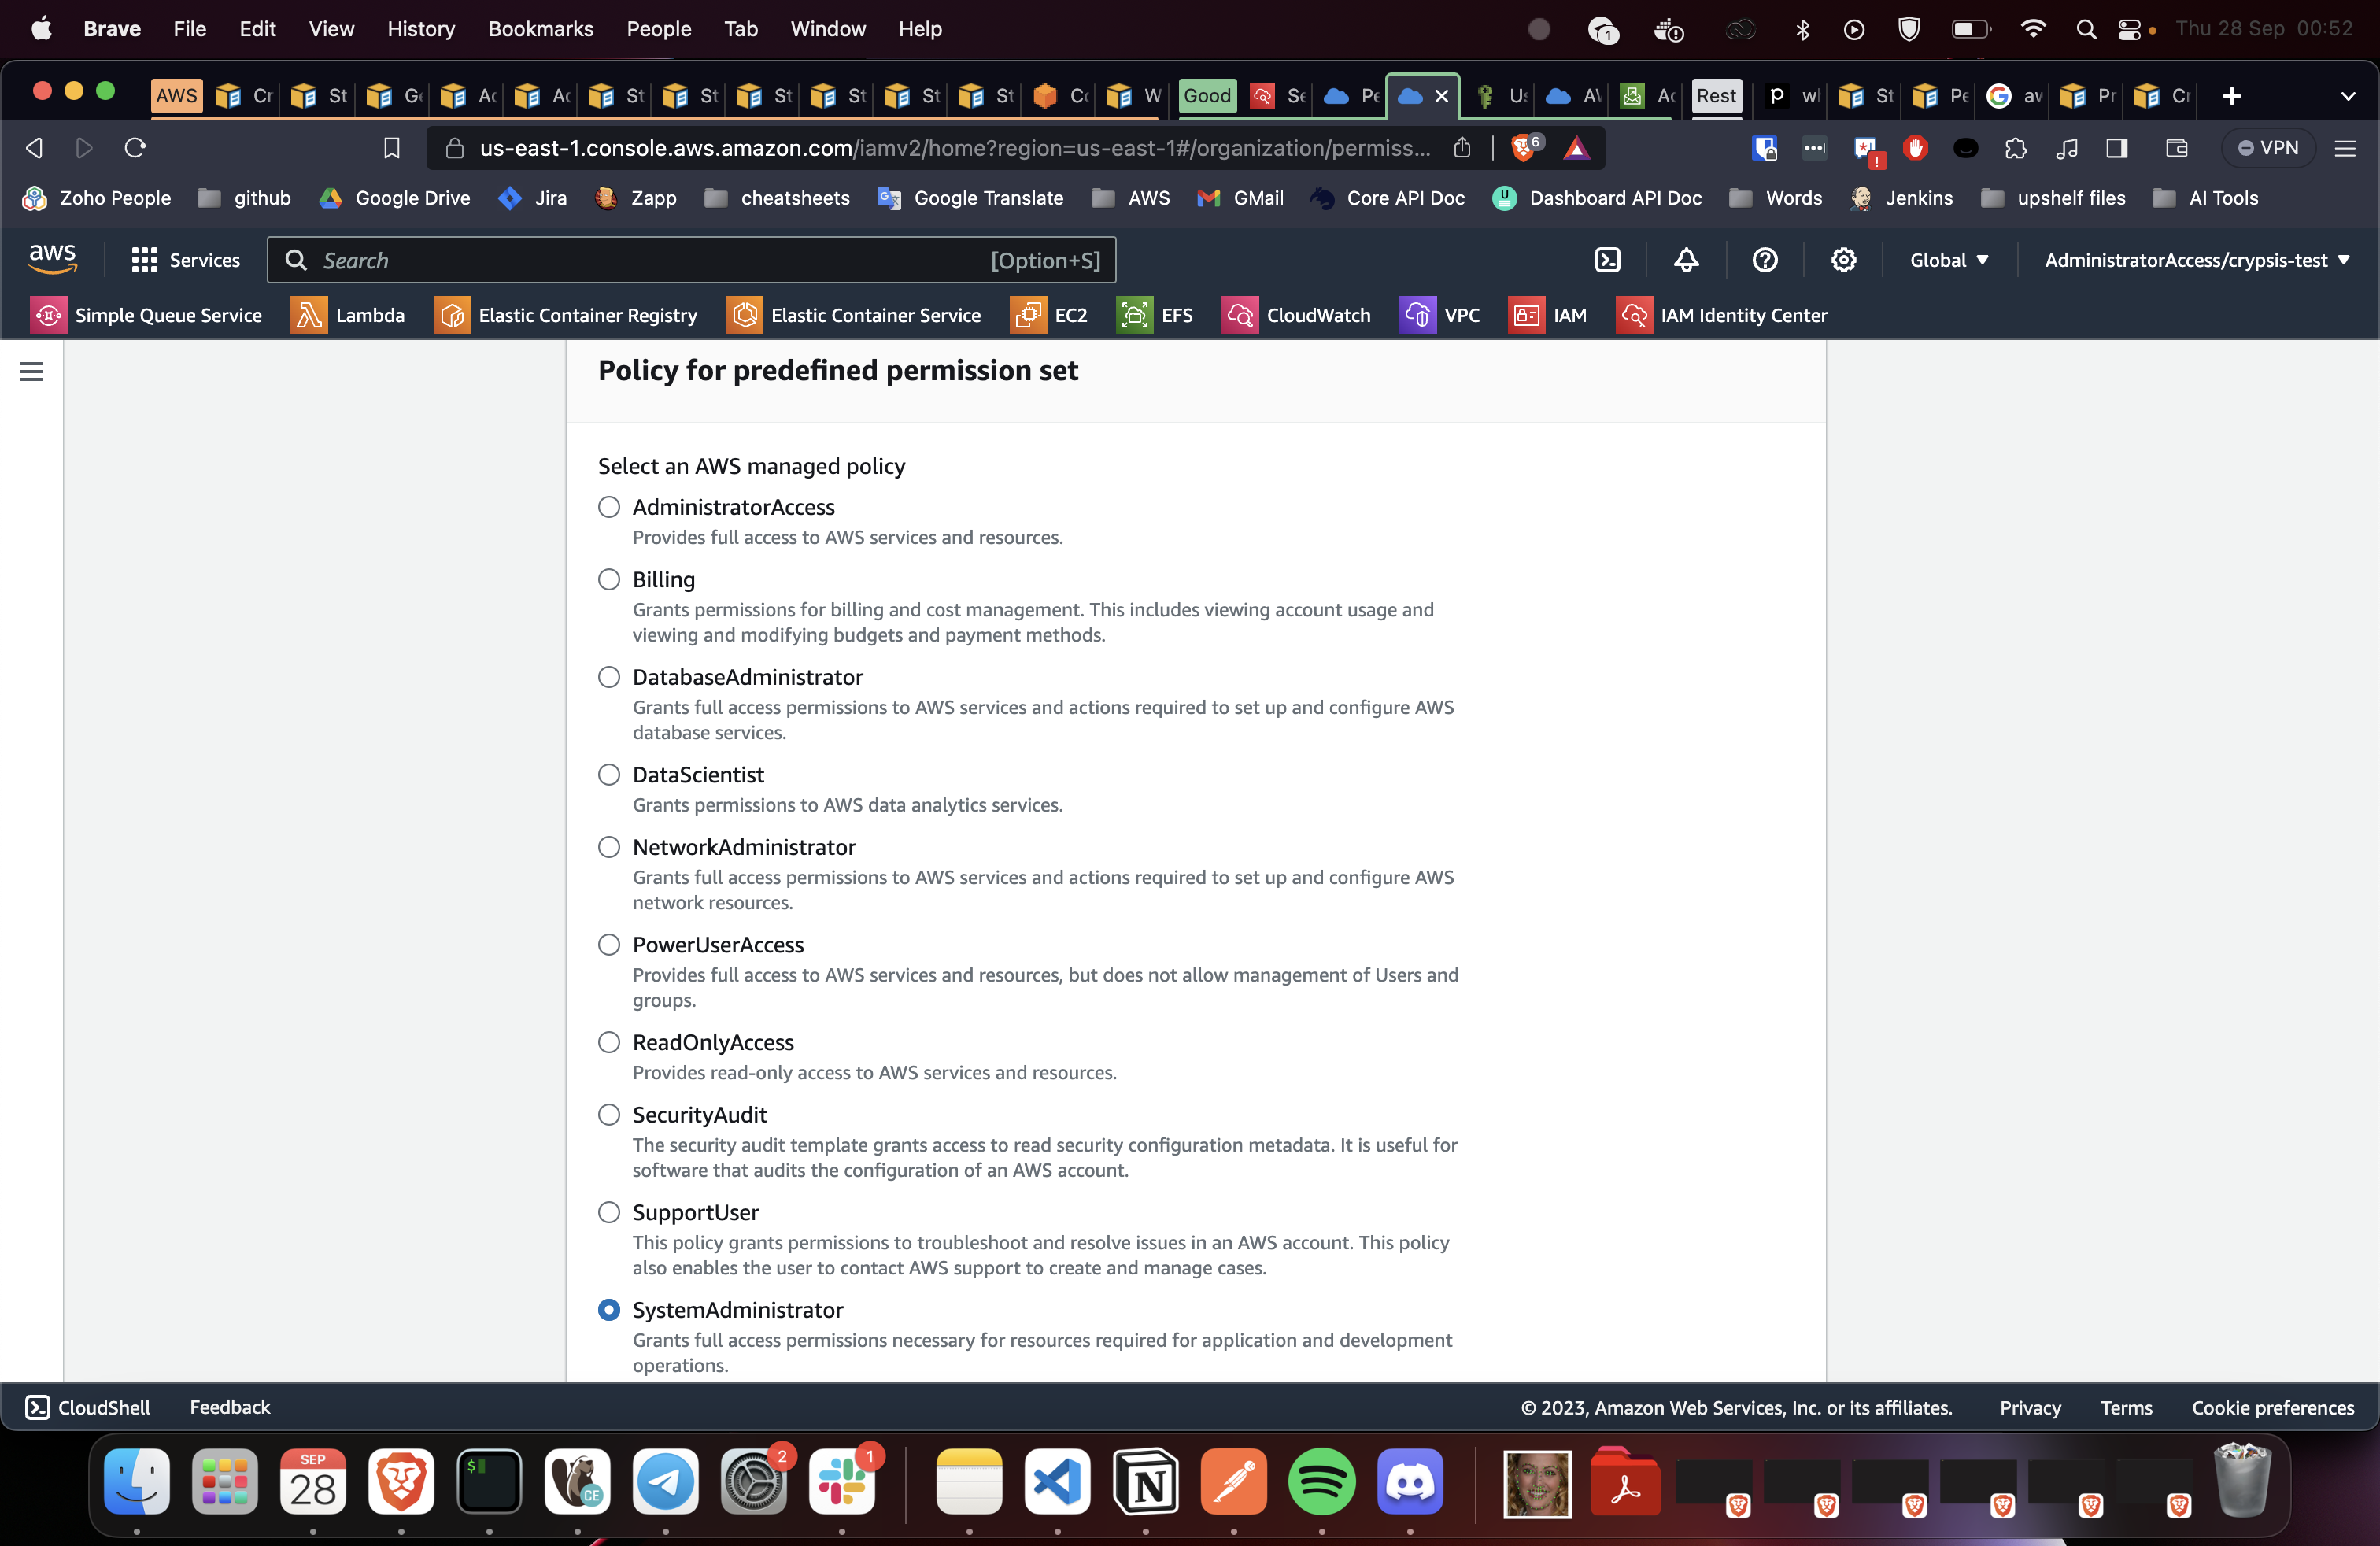 Brave File Edit View History Bookmarks People Tab Window Help 1 Thu 28 Sep 00:52
AWS Cr St Ge Ac Ac St St St St St St Co W Good Se Pe Us AV Ac Rest wl St Pe av Pr Cr
us-east-1.console.aws.amazon.com/iamv2/home?region=us-east-1#/organization/permiss... 6 VPN
Zoho People github Google Drive Jira Zapp cheatsheets Google Translate AWS GMail Core API Doc Dashboard API Doc Words Jenkins upshelf files AI Tools
aws Services Search [Option+S] Global AdministratorAccess/crypsis-test
Simple Queue Service Lambda Elastic Container Registry Elastic Container Service EC2 EFS CloudWatch VPC IAM IAM Identity Center
Policy for predefined permission set
Select an AWS managed policy
AdministratorAccess
Provides full access to AWS services and resources.
Billing
Grants permissions for billing and cost management. This includes viewing account usage and
viewing and modifying budgets and payment methods.
DatabaseAdministrator
Grants full access permissions to AWS services and actions required to set up and configure AWS
database services.
DataScientist
Grants permissions to AWS data analytics services.
NetworkAdministrator
Grants full access permissions to AWS services and actions required to set up and configure AWS
network resources.
PowerUserAccess
Provides full access to AWS services and resources, but does not allow management of Users and
groups.
ReadOnlyAccess
Provides read-only access to AWS services and resources.
SecurityAudit
The security audit template grants access to read security configuration metadata. It is useful for
software that audits the configuration of an AWS account.
SupportUser
This policy grants permissions to troubleshoot and resolve issues in an AWS account. This policy
also enables the user to contact AWS support to create and manage cases.
SystemAdministrator
Grants full access permissions necessary for resources required for application and development
operations.
CloudShell Feedback © 2023, Amazon Web Services, Inc. or its affiliates. Privacy Terms Cookie preferences
SEP
28
$
CE
2
1